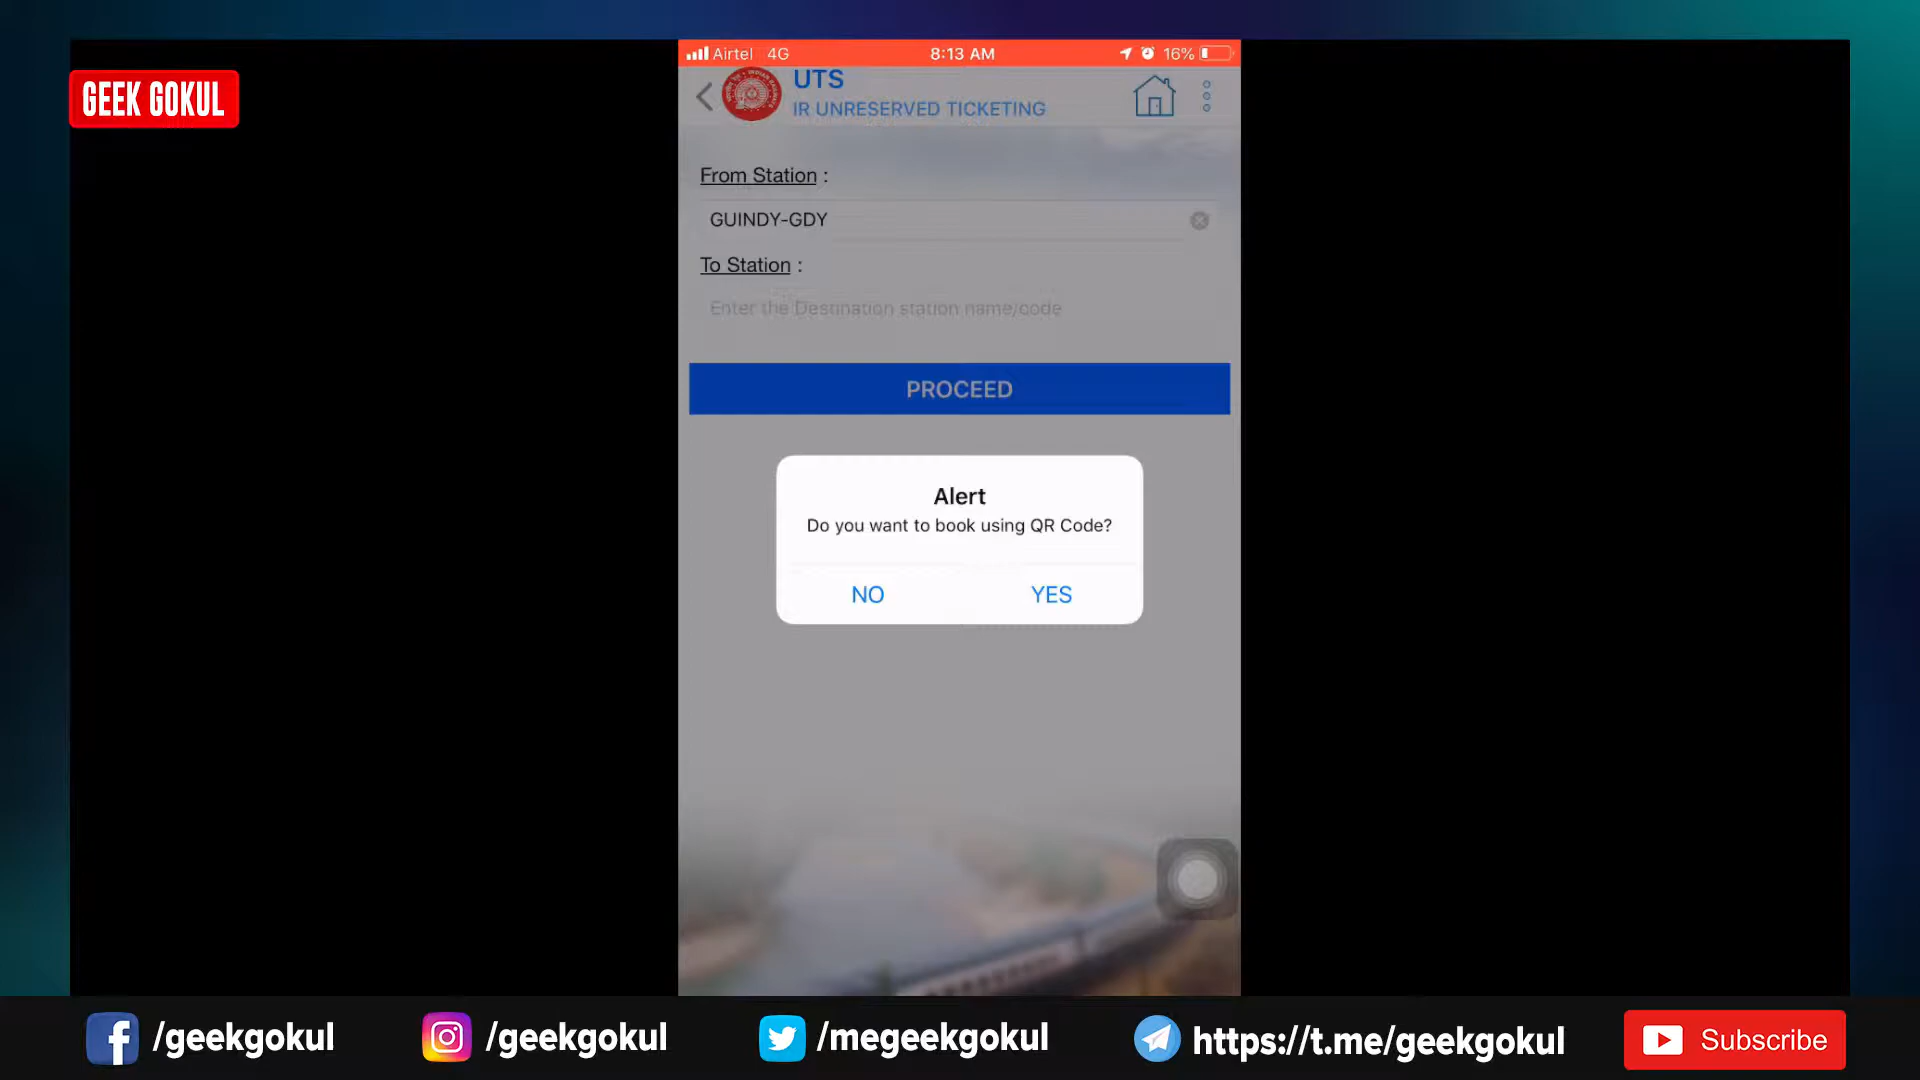 GEEK GOKUL
Airtel 4G 8:13 AM 16%
UTS
IR UNRESERVED TICKETING
From Station :
GUINDY-GDY
To Station :
Enter the Destination station name/code
PROCEED
Alert
Do you want to book using QR Code?
NO YES
/geekgokul /geekgokul /megeekgokul https://t.me/geekgokul Subscribe